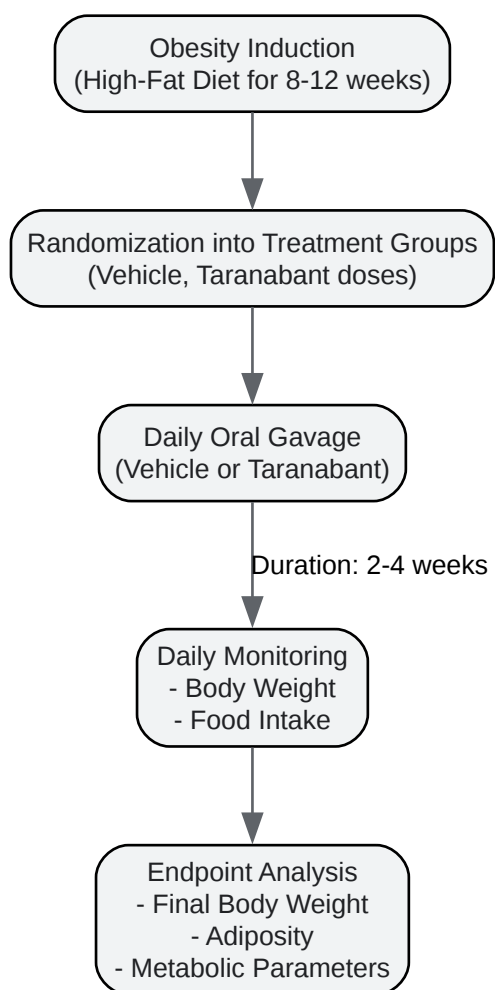 Obesity Induction
(High-Fat Diet for 8-12 weeks)
Randomization into Treatment Groups
(Vehicle, Taranabant doses)
Daily Oral Gavage
(Vehicle or Taranabant)
Duration: 2-4 weeks
Daily Monitoring
- Body Weight
- Food Intake
Endpoint Analysis
- Final Body Weight
- Adiposity
- Metabolic Parameters